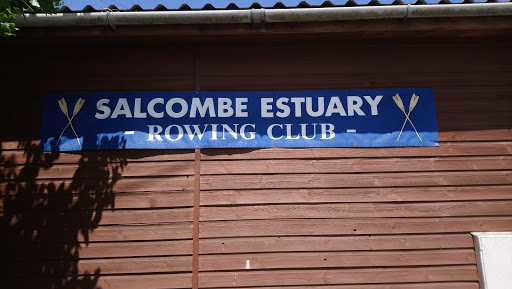 SALCOMBE ESTUARY
- ROWING CLUB -